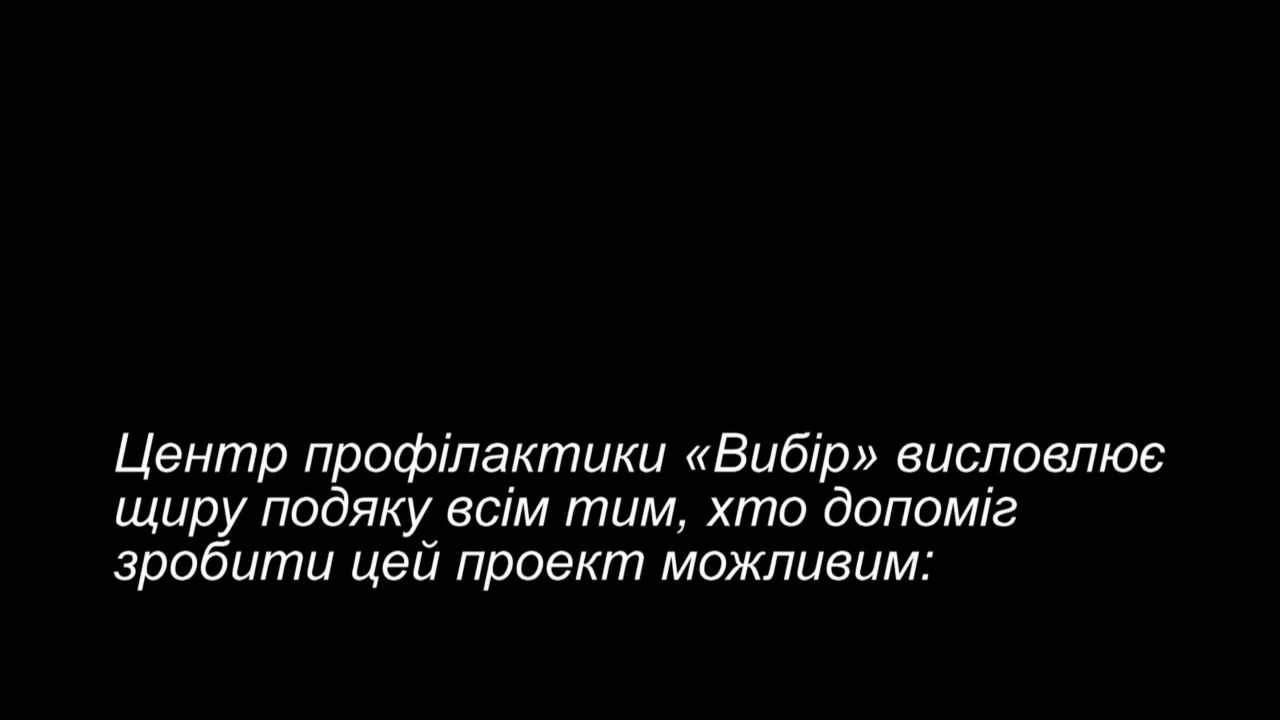 Центр профілактики «Вибір» висловлює
щиру подяку всім тим, хто допоміг
зробити цей проект можливим: